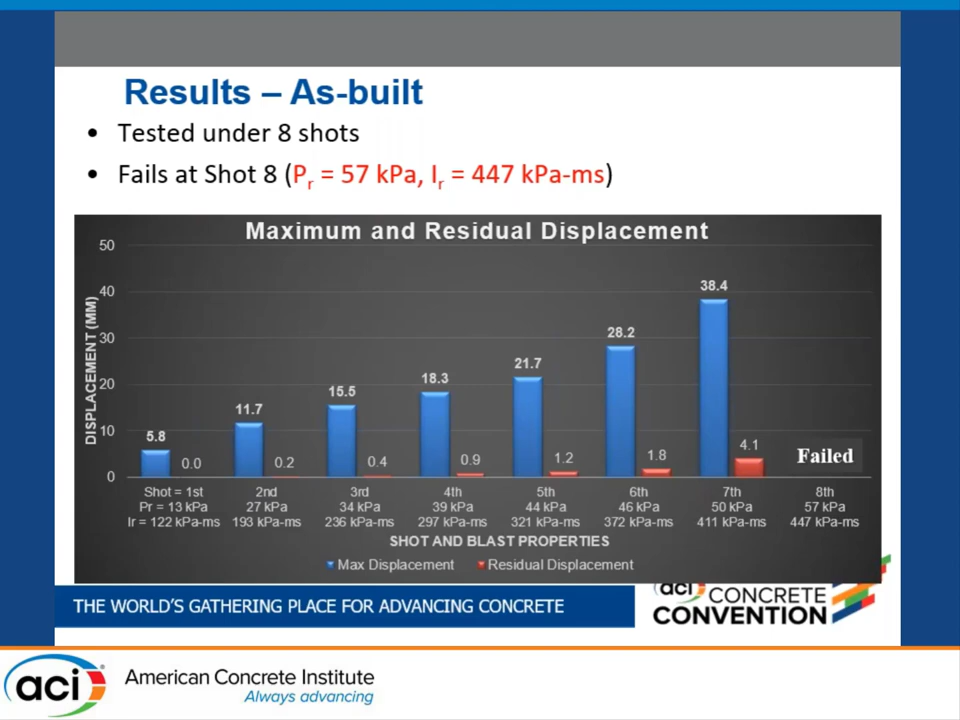 Results – As-built
• Tested under 8 shots
• Fails at Shot 8 (Pr = 57 kPa, Ir = 447 kPa-ms)
Maximum and Residual Displacement
DISPLACEMENT (MM)
50
40
30
20
10
0
5.8
0.0
11.7
0.2
15.5
0.4
18.3
0.9
21.7
1.2
28.2
1.8
38.4
4.1
Failed
Shot = 1st 2nd 3rd 4th 5th 6th 7th 8th
Pr = 13 kPa 27 kPa 34 kPa 39 kPa 44 kPa 46 kPa 50 kPa 57 kPa
Ir = 122 kPa-ms 193 kPa-ms 236 kPa-ms 297 kPa-ms 321 kPa-ms 372 kPa-ms 411 kPa-ms 447 kPa-ms
SHOT AND BLAST PROPERTIES
Max Displacement Residual Displacement
THE WORLD'S GATHERING PLACE FOR ADVANCING CONCRETE
aci CONCRETE
CONVENTION
aci American Concrete Institute
Always advancing